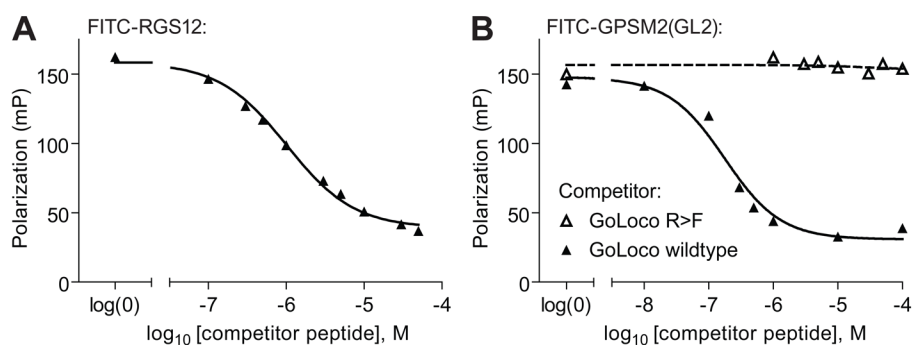 A FITC-RGS12:
Polarization (mP)
150
100
50
0
log(0) -7 -6 -5 -4
log10 [competitor peptide], M
B FITC-GPSM2(GL2):
Polarization (mP)
150
100
50
0
Competitor:
GoLoco R>F
GoLoco wildtype
log(0) -8 -7 -6 -5 -4
log10 [competitor peptide], M